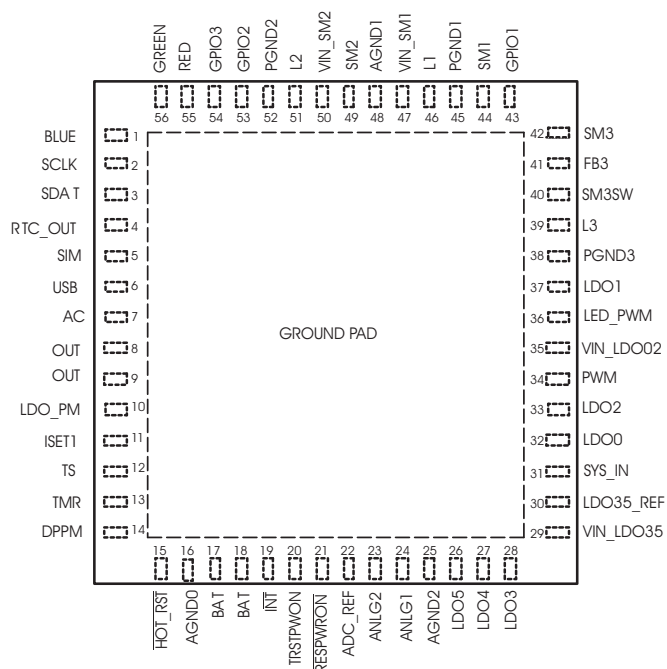 GREEN
RED
GPIO3
GPIO2
PGND2
L2
VIN_SM2
SM2
AGND1
VIN_SM1
L1
PGND1
SM1
GPIO1
56
55
54
53
52
51
50
49
48
47
46
45
44
43
BLUE 1
SCLK 2
SDA T 3
RTC_OUT 4
SIM 5
USB 6
AC 7
OUT 8
OUT 9
LDO_PM 10
ISET1 11
TS 12
TMR 13
DPPM 14
GROUND PAD
42 SM3
41 FB3
40 SM3SW
39 L3
38 PGND3
37 LDO1
36 LED_PWM
35 VIN_LDO02
34 PWM
33 LDO2
32 LDO0
31 SYS_IN
30 LDO35_REF
29 VIN_LDO35
15
16
17
18
19
20
21
22
23
24
25
26
27
28
HOT_RST
AGND0
BAT
BAT
INT
TRSTPWON
RESPWRON
ADC_REF
ANLG2
ANLG1
AGND2
LDO5
LDO4
LDO3